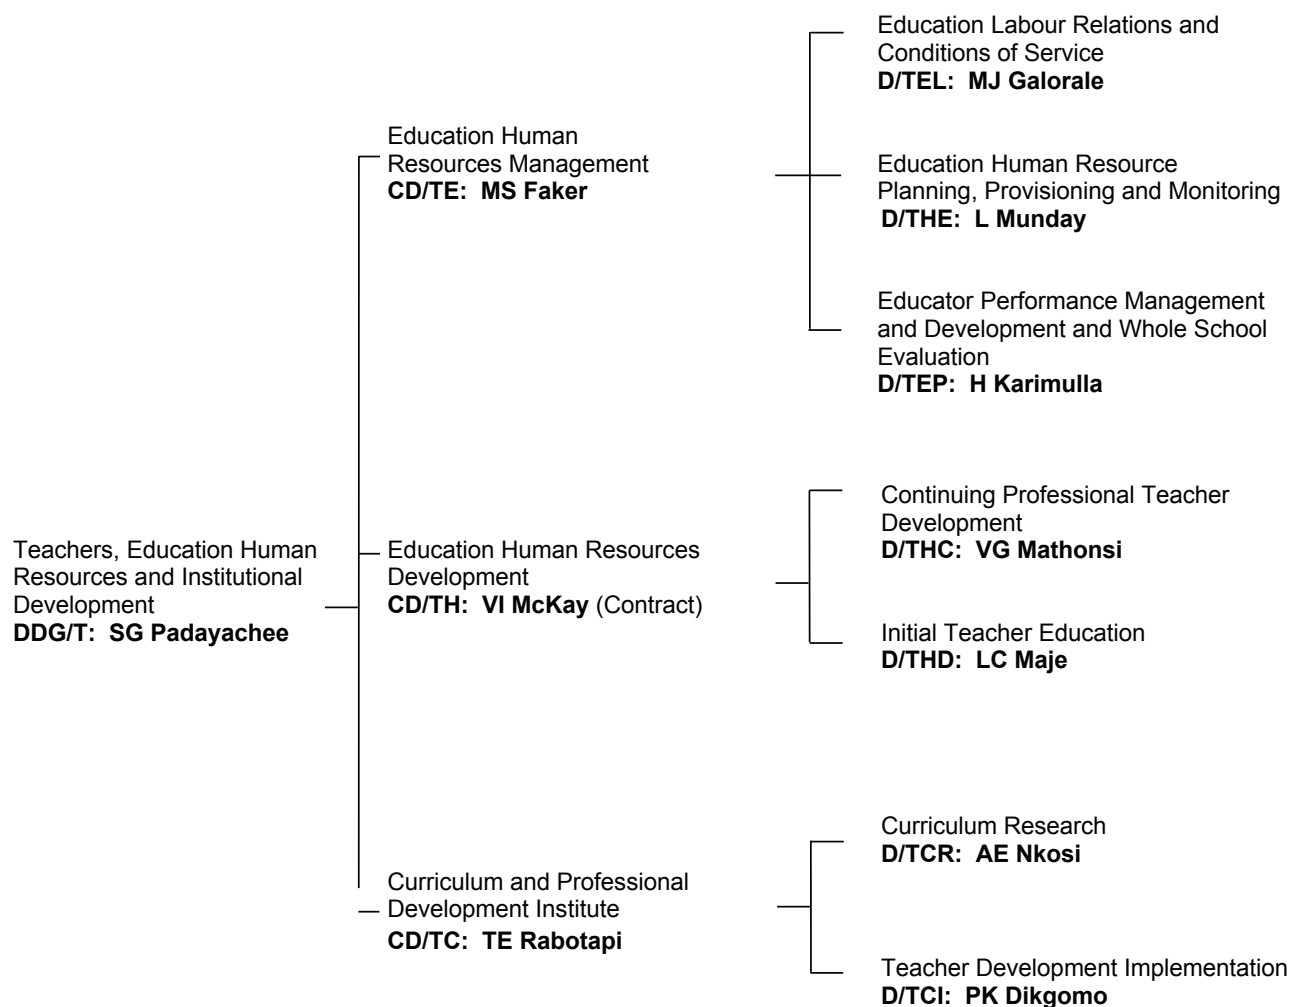 Education Labour Relations and
Conditions of Service
D/TEL: MJ Galorale
Education Human
Resources Management
CD/TE: MS Faker
Education Human Resource
Planning, Provisioning and Monitoring
D/THE: L Munday
Educator Performance Management
and Development and Whole School
Evaluation
D/TEP: H Karimulla
Teachers, Education Human
Resources and Institutional
Development
DDG/T: SG Padayachee
Education Human Resources
Development
CD/TH: VI McKay (Contract)
Continuing Professional Teacher
Development
D/THC: VG Mathonsi
Initial Teacher Education
D/THD: LC Maje
Curriculum and Professional
Development Institute
CD/TC: TE Rabotapi
Curriculum Research
D/TCR: AE Nkosi
Teacher Development Implementation
D/TCI: PK Dikgomo